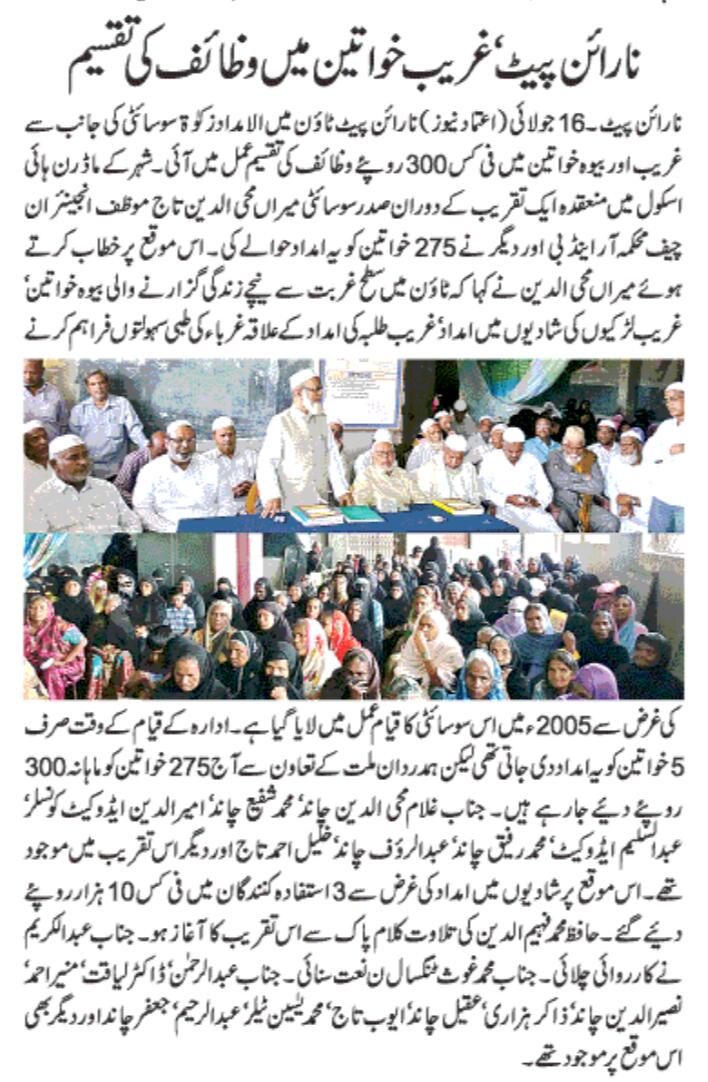 نارائن پیٹ‘ غریب خواتین میں وظائف کی تقسیم
نارائن پیٹ۔16 جولائی (اعتماد نیوز) نارائن پیٹ ٹاؤن میں الامداد زکوۃ سوسائٹی کی جانب سے
غریب اور بیوہ خواتین میں فی کس 300 روپئے وظائف کی تقسیم عمل میں آئی۔ شہر کے ماڈرن ہائی
اسکول میں منعقدہ ایک تقریب کے دوران صدر سوسائٹی میراں محی الدین تاج موظف انجینئر ان
چیف محکمہ آر اینڈ بی اور دیگر نے 275 خواتین کو یہ امداد حوالے کی۔ اس موقع پر خطاب کرتے
ہوئے میراں محی الدین نے کہا کہ ٹاؤن میں سطح غربت سے نیچے زندگی گزارنے والی بیوہ خواتین‘
غریب لڑکیوں کی شادیوں میں امداد‘ غریب طلبہ کی امداد کے علاقہ غرباء کی طبی سہولتوں فراہم کرنے
کی غرض سے 2005ء میں اس سوسائٹی کا قیام عمل میں لایا گیا ہے۔ ادارہ کے قیام کے وقت صرف
5 خواتین کو یہ امداد دی جاتی تھی لیکن ہمدردان ملت کے تعاون سے آج 275 خواتین کو ماہانہ 300
روپئے دیئے جارہے ہیں۔ جناب غلام محی الدین چاند‘ محمد شفیع چاند‘ امیر الدین ایڈوکیٹ کونسلر‘
عبدالسلیم ایڈوکیٹ‘ محمد رفیق چاند‘ عبدالرؤف چاند‘ خلیل احمد تاج اور دیگر اس تقریب میں موجود
تھے۔ اس موقع پر شادیوں میں امداد کی غرض سے 3 استفادہ کنندگان میں فی کس 10 ہزار روپئے
دیئے گئے۔ حافظ محمد فہیم الدین کی تلاوت کلام پاک سے اس تقریب کا آغاز ہو۔ جناب عبدالکریم
نے کارروائی چلائی۔ جناب محمد غوث ٹنگسال ن نعت سنائی۔ جناب عبدالرحمٰن‘ ڈاکٹر لیاقت‘ منیر احمد‘
نصیر الدین چاند‘ ذاکر ہزاری‘ عقیل چاند‘ ایوب تاج‘ محمد یٰسین ٹیلر‘ عبدالرحیم‘ جعفر چاند اور دیگر بھی
اس موقع پر موجود تھے۔